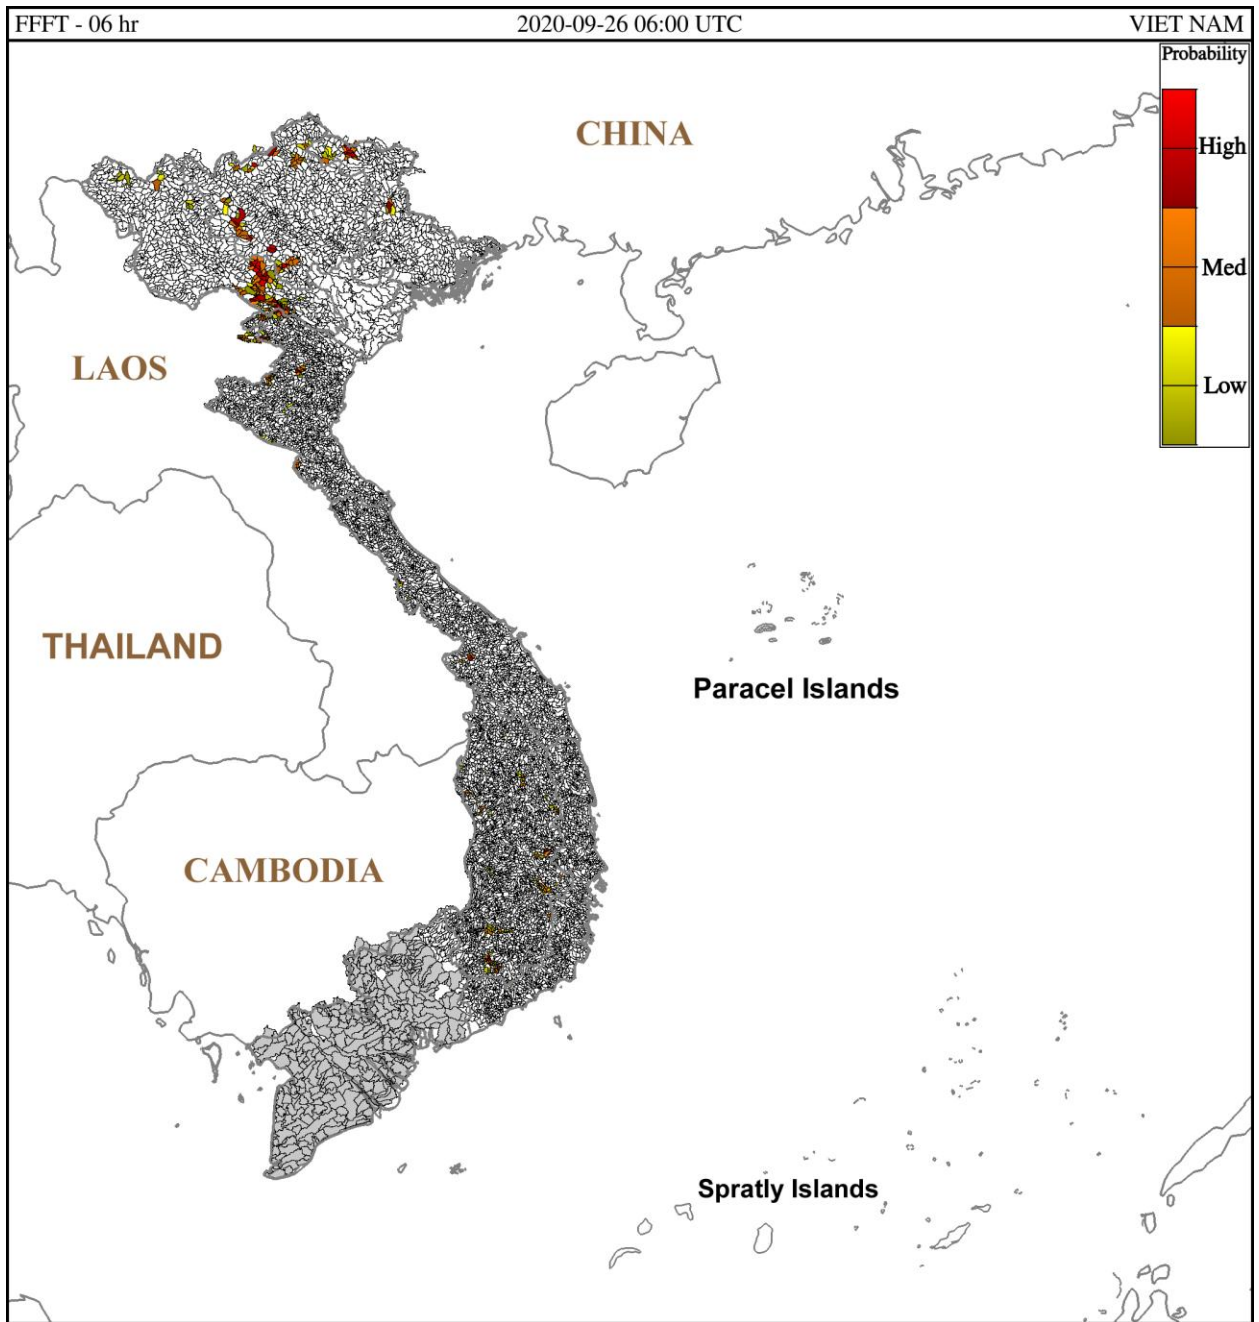 FFFT - 06 hr
2020-09-26 06:00 UTC
VIET NAM
Probability
High
Med
Low
CHINA
LAOS
THAILAND
Paracel Islands
CAMBODIA
Spratly Islands